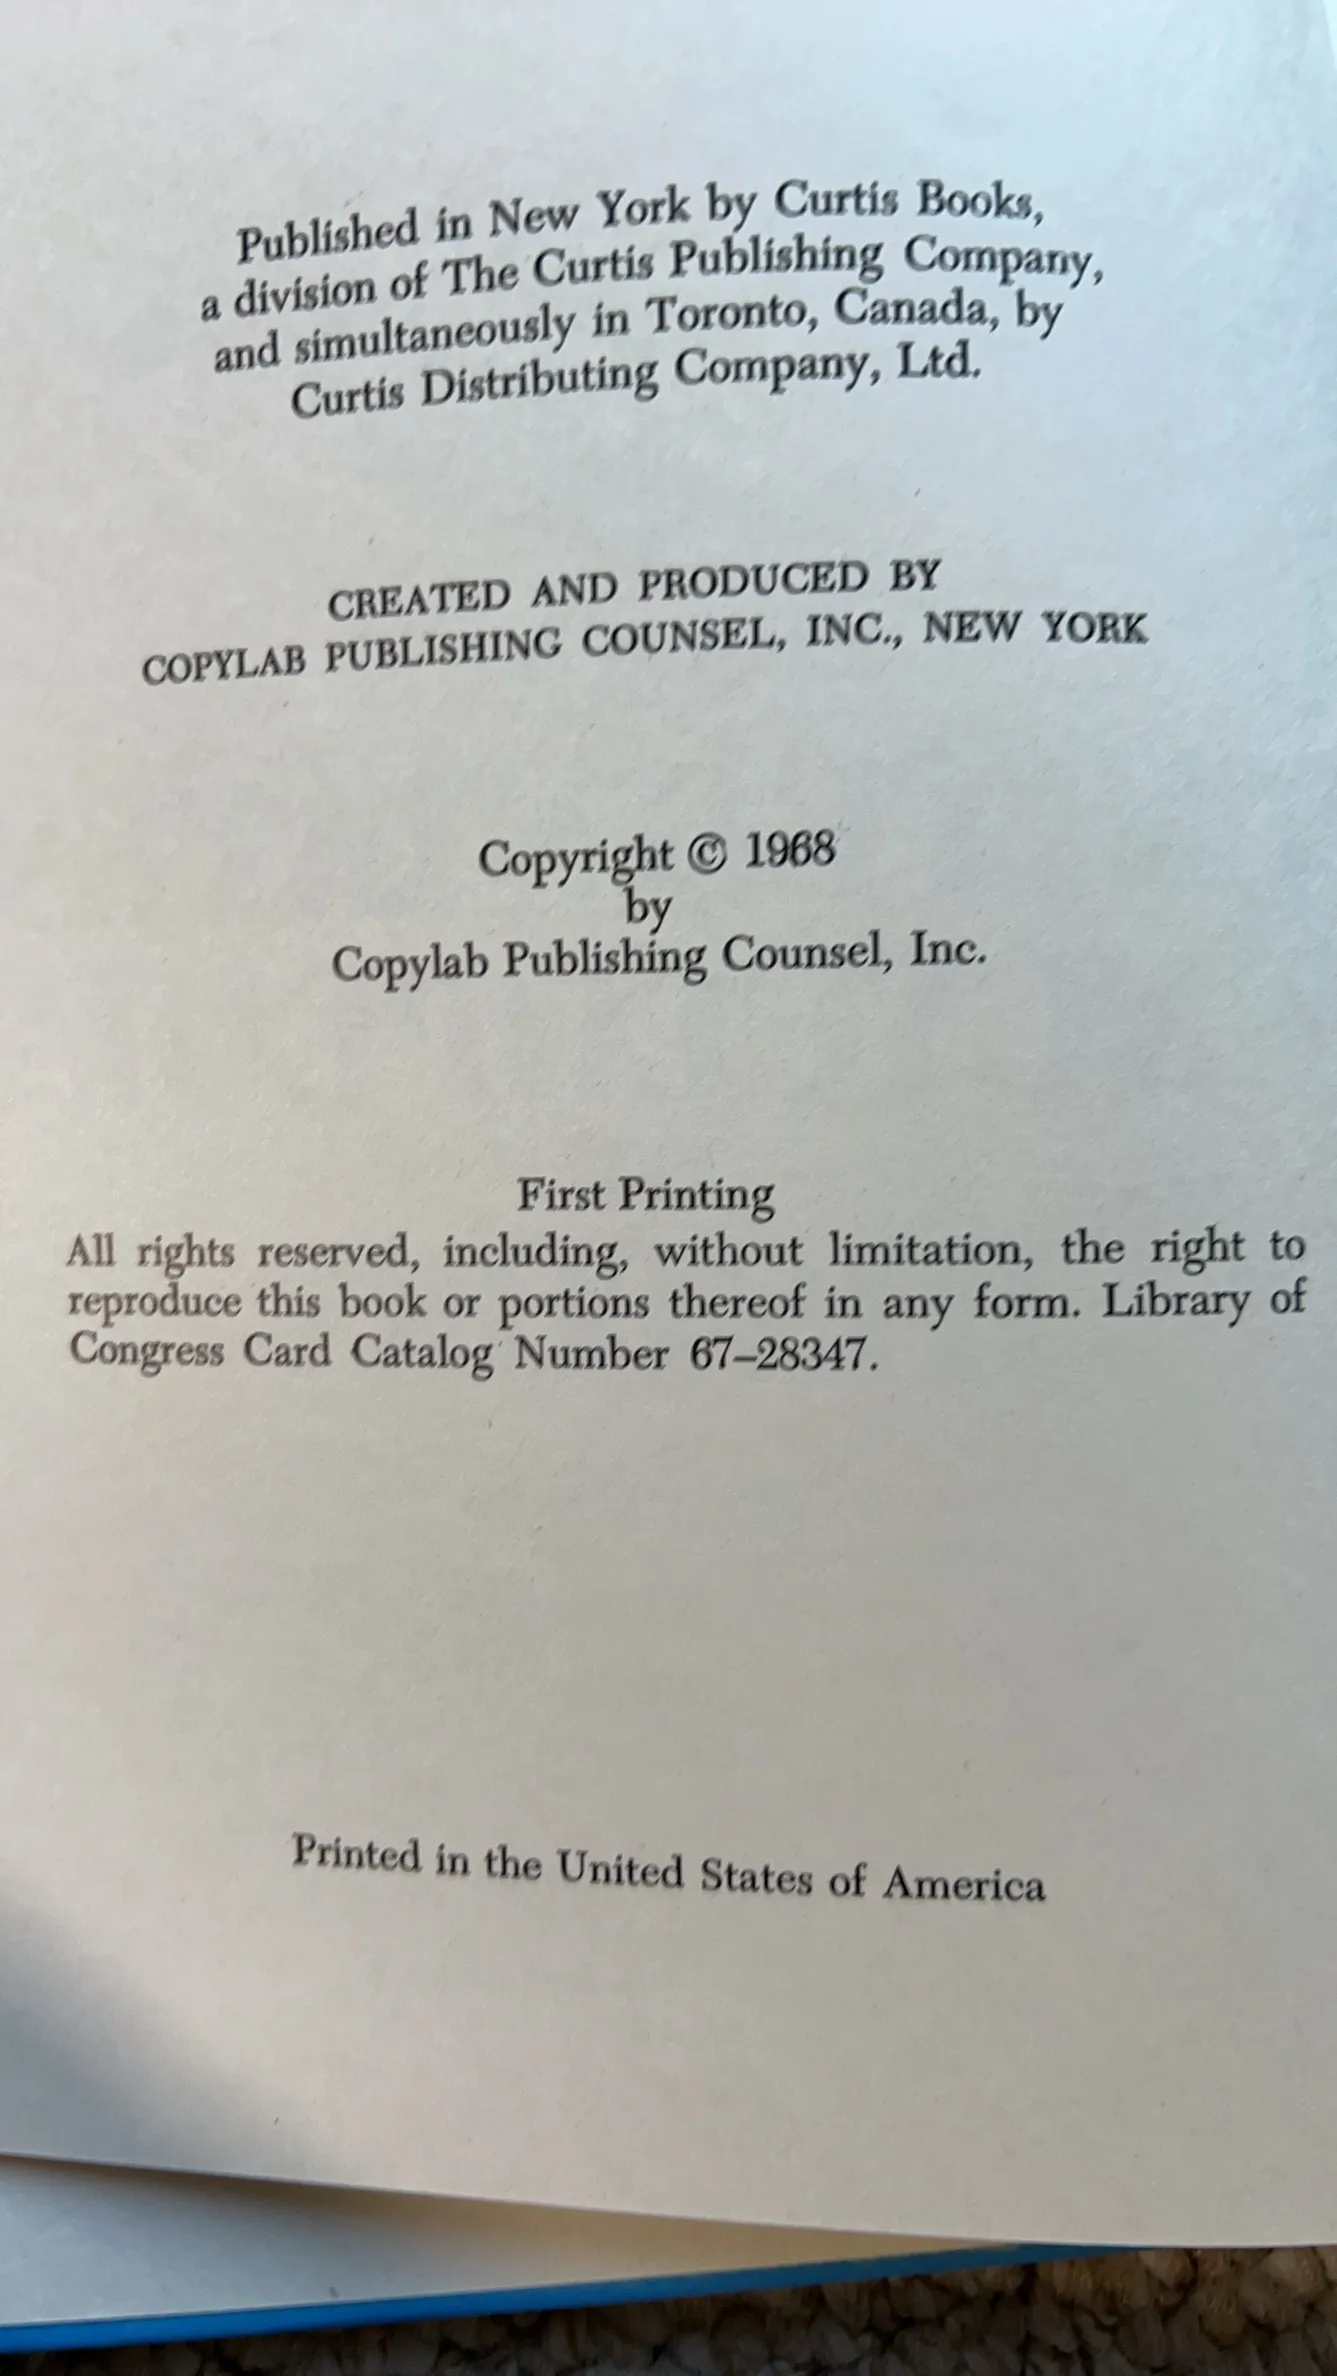 Published in New York by Curtis Books,
a division of The Curtis Publishing Company,
and simultaneously in Toronto, Canada, by
Curtis Distributing Company, Ltd.
CREATED AND PRODUCED BY
COPYLAB PUBLISHING COUNSEL, INC., NEW YORK
Copyright © 1968
by
Copylab Publishing Counsel, Inc.
First Printing
All rights reserved, including, without limitation, the right to
reproduce this book or portions thereof in any form. Library of
Congress Card Catalog Number 67–28347.
Printed in the United States of America